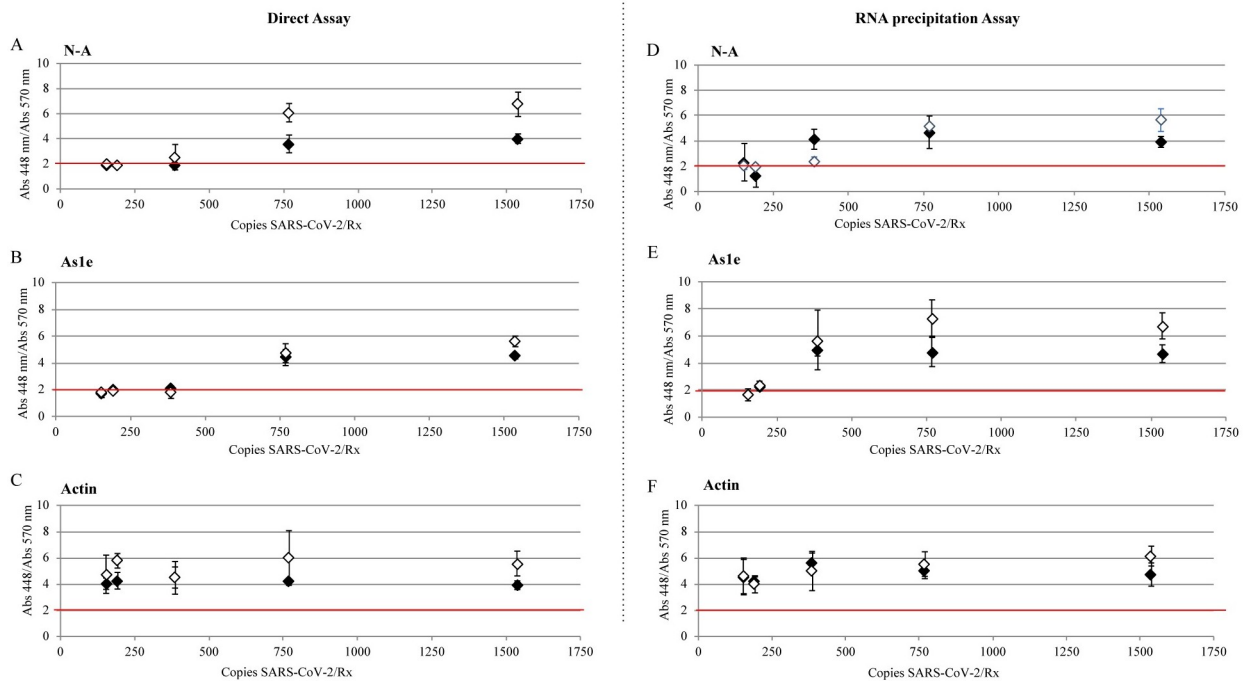 Direct Assay
A
N-A
Abs 448 nm/Abs 570 nm
10
8
6
4
2
0
0 250 500 750 1000 1250 1500 1750
Copies SARS-CoV-2/Rx
B
As1e
Abs 448 nm/Abs 570 nm
10
8
6
4
2
0
0 250 500 750 1000 1250 1500 1750
Copies SARS-CoV-2/Rx
C
Actin
Abs 448/Abs 570 nm
10
8
6
4
2
0
0 250 500 750 1000 1250 1500 1750
Copies SARS-CoV-2/Rx
RNA precipitation Assay
D
N-A
Abs 448 nm/Abs 570 nm
10
8
6
4
2
0
0 250 500 750 1000 1250 1500 1750
Copies SARS-CoV-2/Rx
E
As1e
Abs 448 nm/Abs 570 nm
10
8
6
4
2
0
0 250 500 750 1000 1250 1500 1750
Copies SARS-CoV-2/Rx
F
Actin
Abs 448/Abs 570 nm
10
8
6
4
2
0
0 250 500 750 1000 1250 1500 1750
Copies SARS-CoV-2/Rx